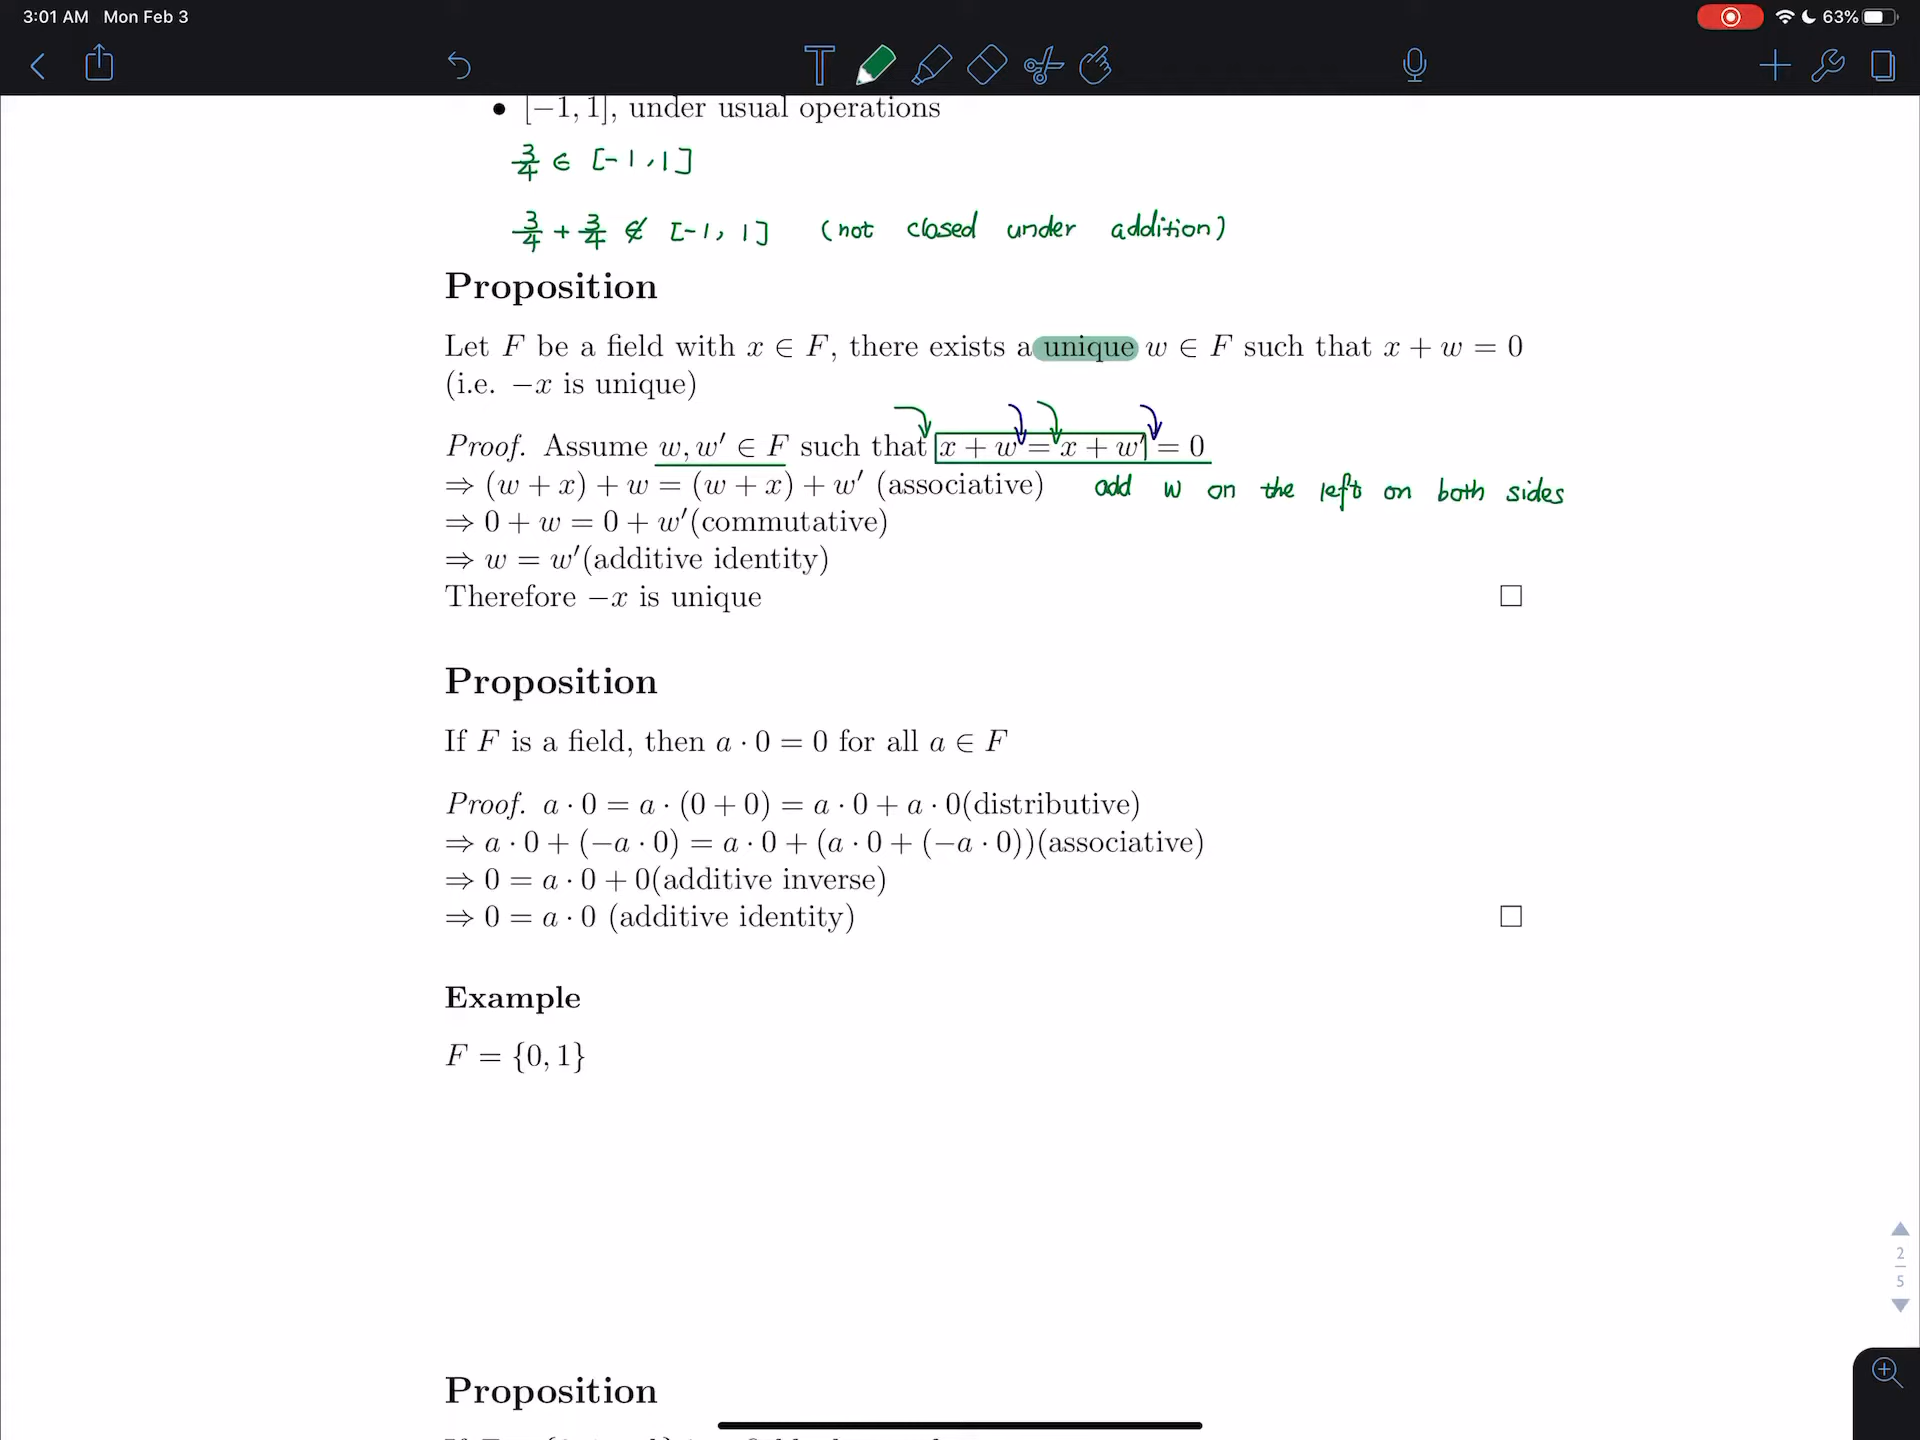 3:01 AM Mon Feb 3 63%
• [−1, 1], under usual operations
3/4 ∈ [-1, 1]
3/4 + 3/4 ∉ [-1, 1] (not closed under addition)
Proposition
Let F be a field with x ∈ F, there exists a unique w ∈ F such that x + w = 0
(i.e. −x is unique)
Proof. Assume w, w′ ∈ F such that x + w = x + w′ = 0
⇒ (w + x) + w = (w + x) + w′ (associative) add w on the left on both sides
⇒ 0 + w = 0 + w′(commutative)
⇒ w = w′(additive identity)
Therefore −x is unique □
Proposition
If F is a field, then a · 0 = 0 for all a ∈ F
Proof. a · 0 = a · (0 + 0) = a · 0 + a · 0(distributive)
⇒ a · 0 + (−a · 0) = a · 0 + (a · 0 + (−a · 0))(associative)
⇒ 0 = a · 0 + 0(additive inverse)
⇒ 0 = a · 0 (additive identity) □
Example
F = {0, 1}
2
5
Proposition